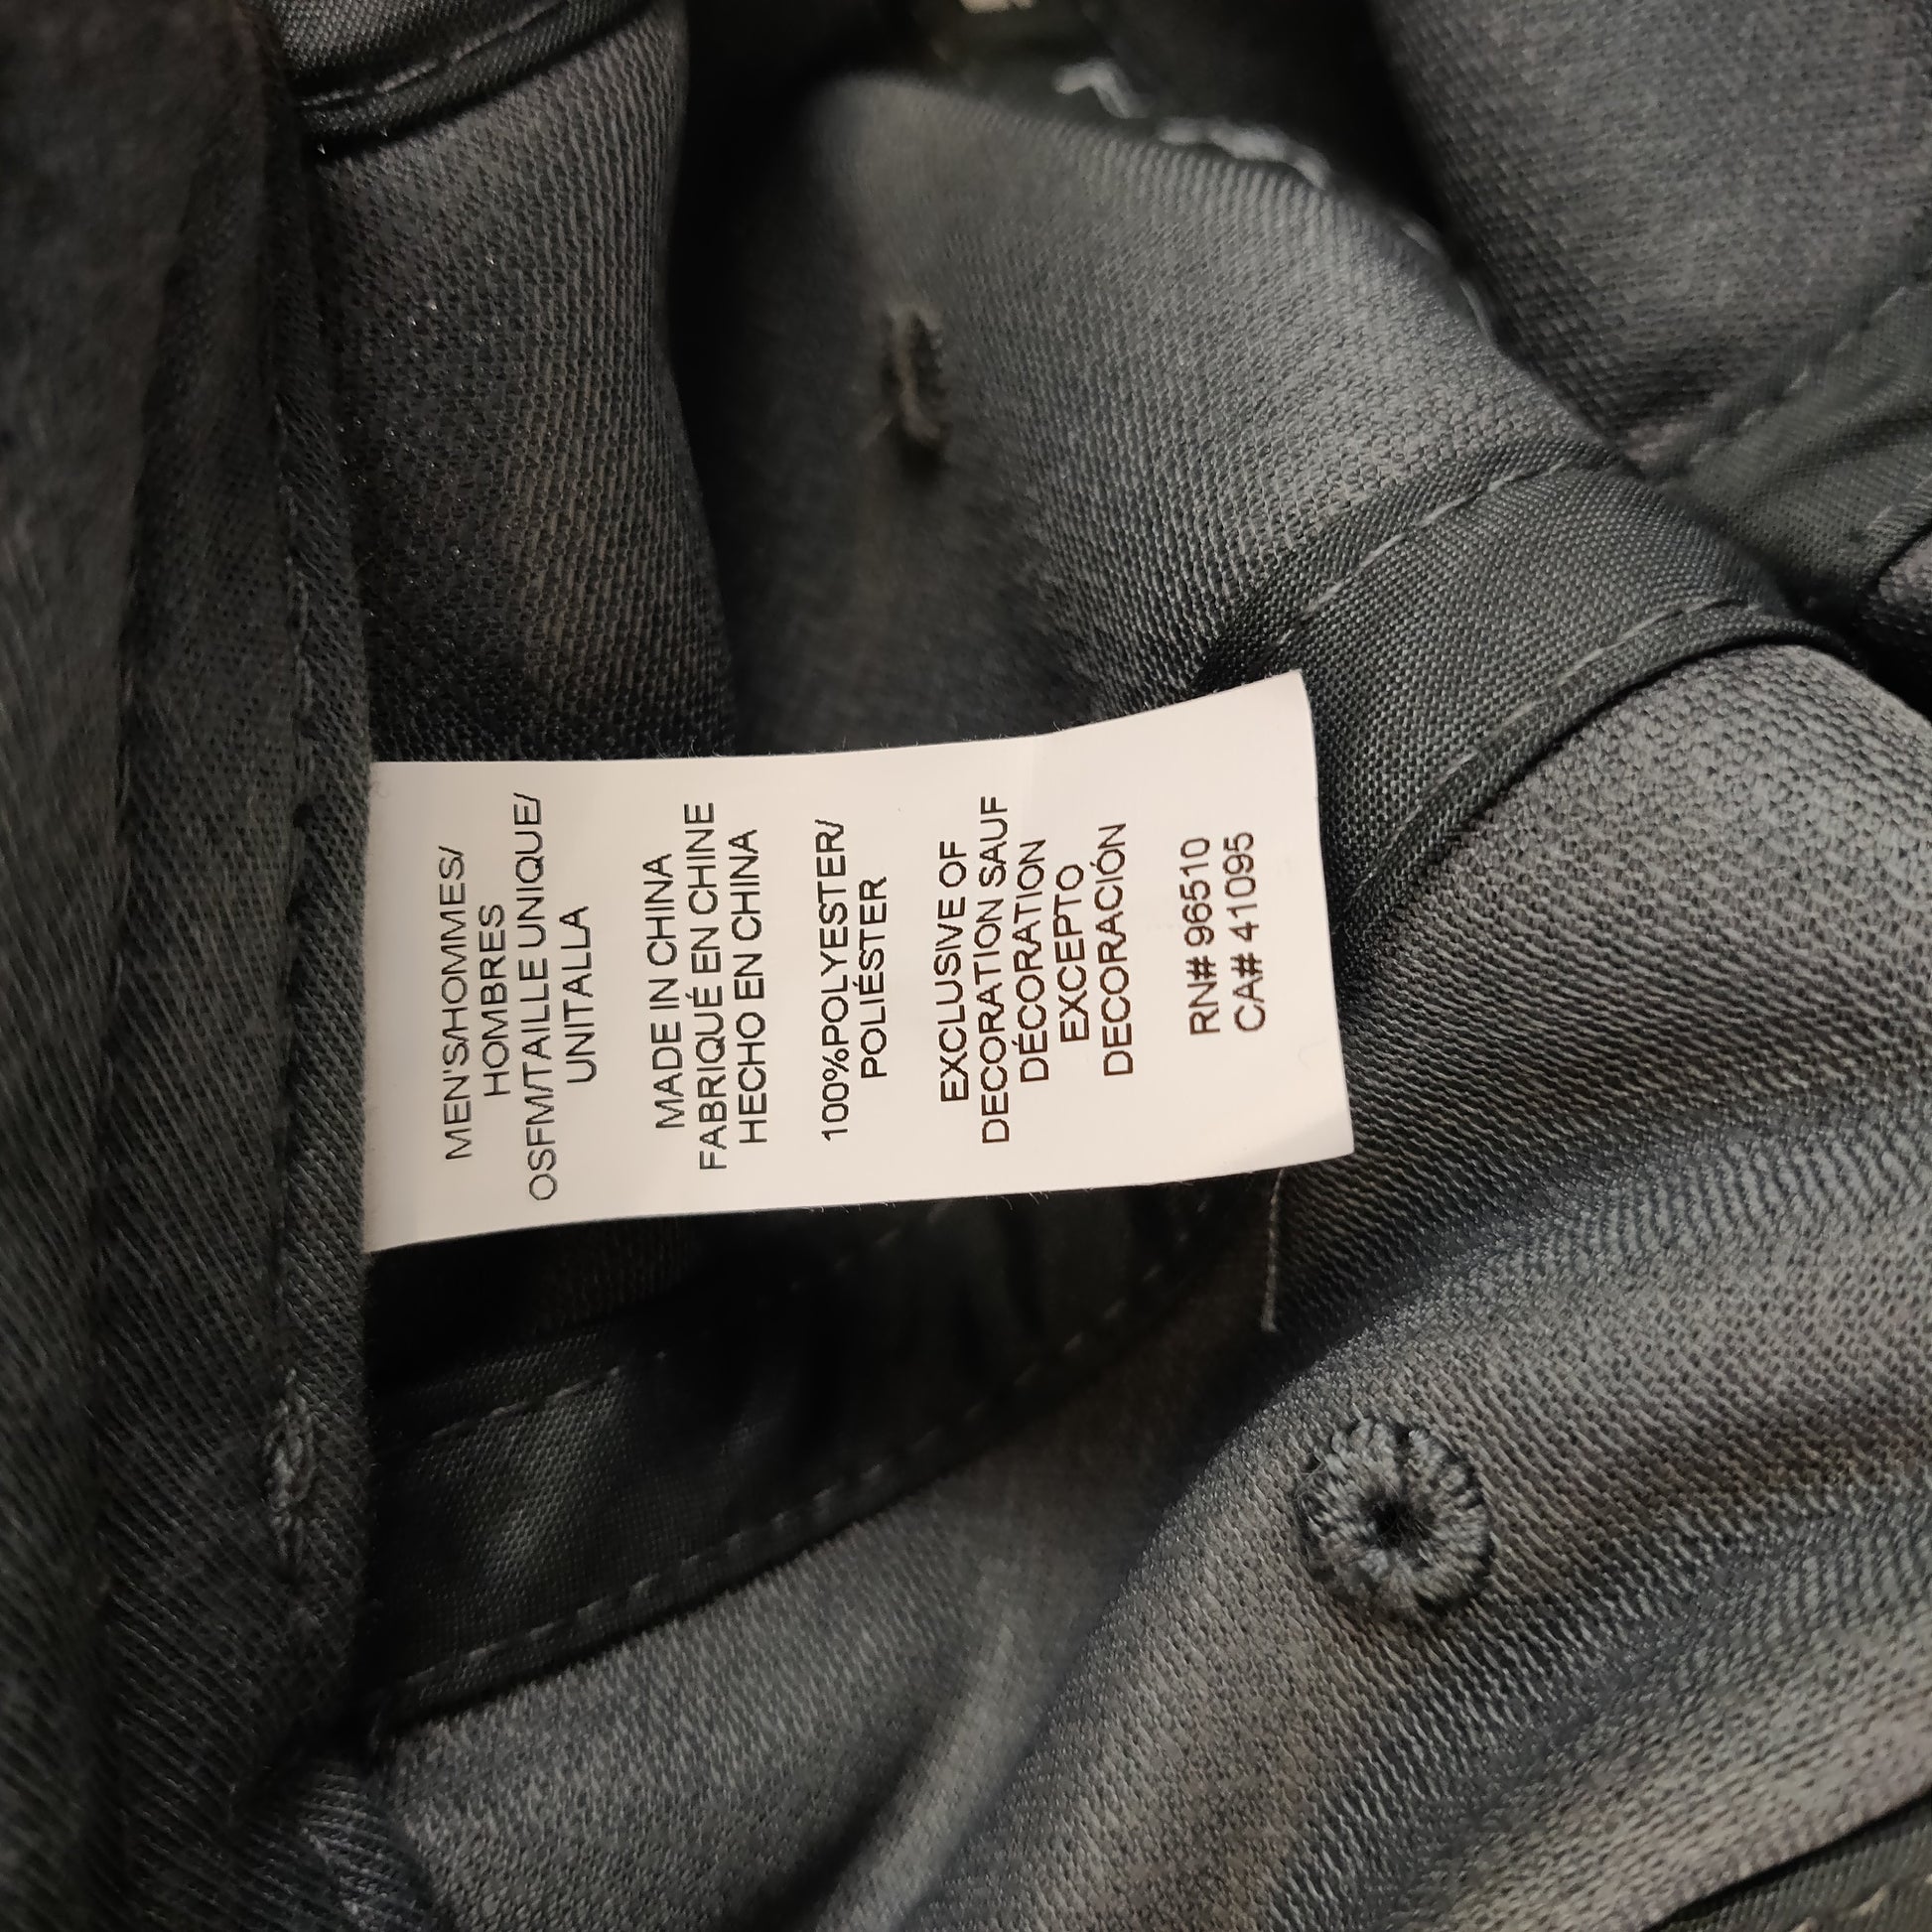 MEN'S/HOMMES/
HOMBRES
OSFM/TAILLE UNIQUE/
UNITALLA
MADE IN CHINA
FABRIQUÉ EN CHINE
HECHO EN CHINA
100%POLYESTER/
POLIÉSTER
EXCLUSIVE OF
DECORATION SAUF
DÉCORATION
EXCEPTO
DECORACIÓN
RN# 96510
CA# 41095